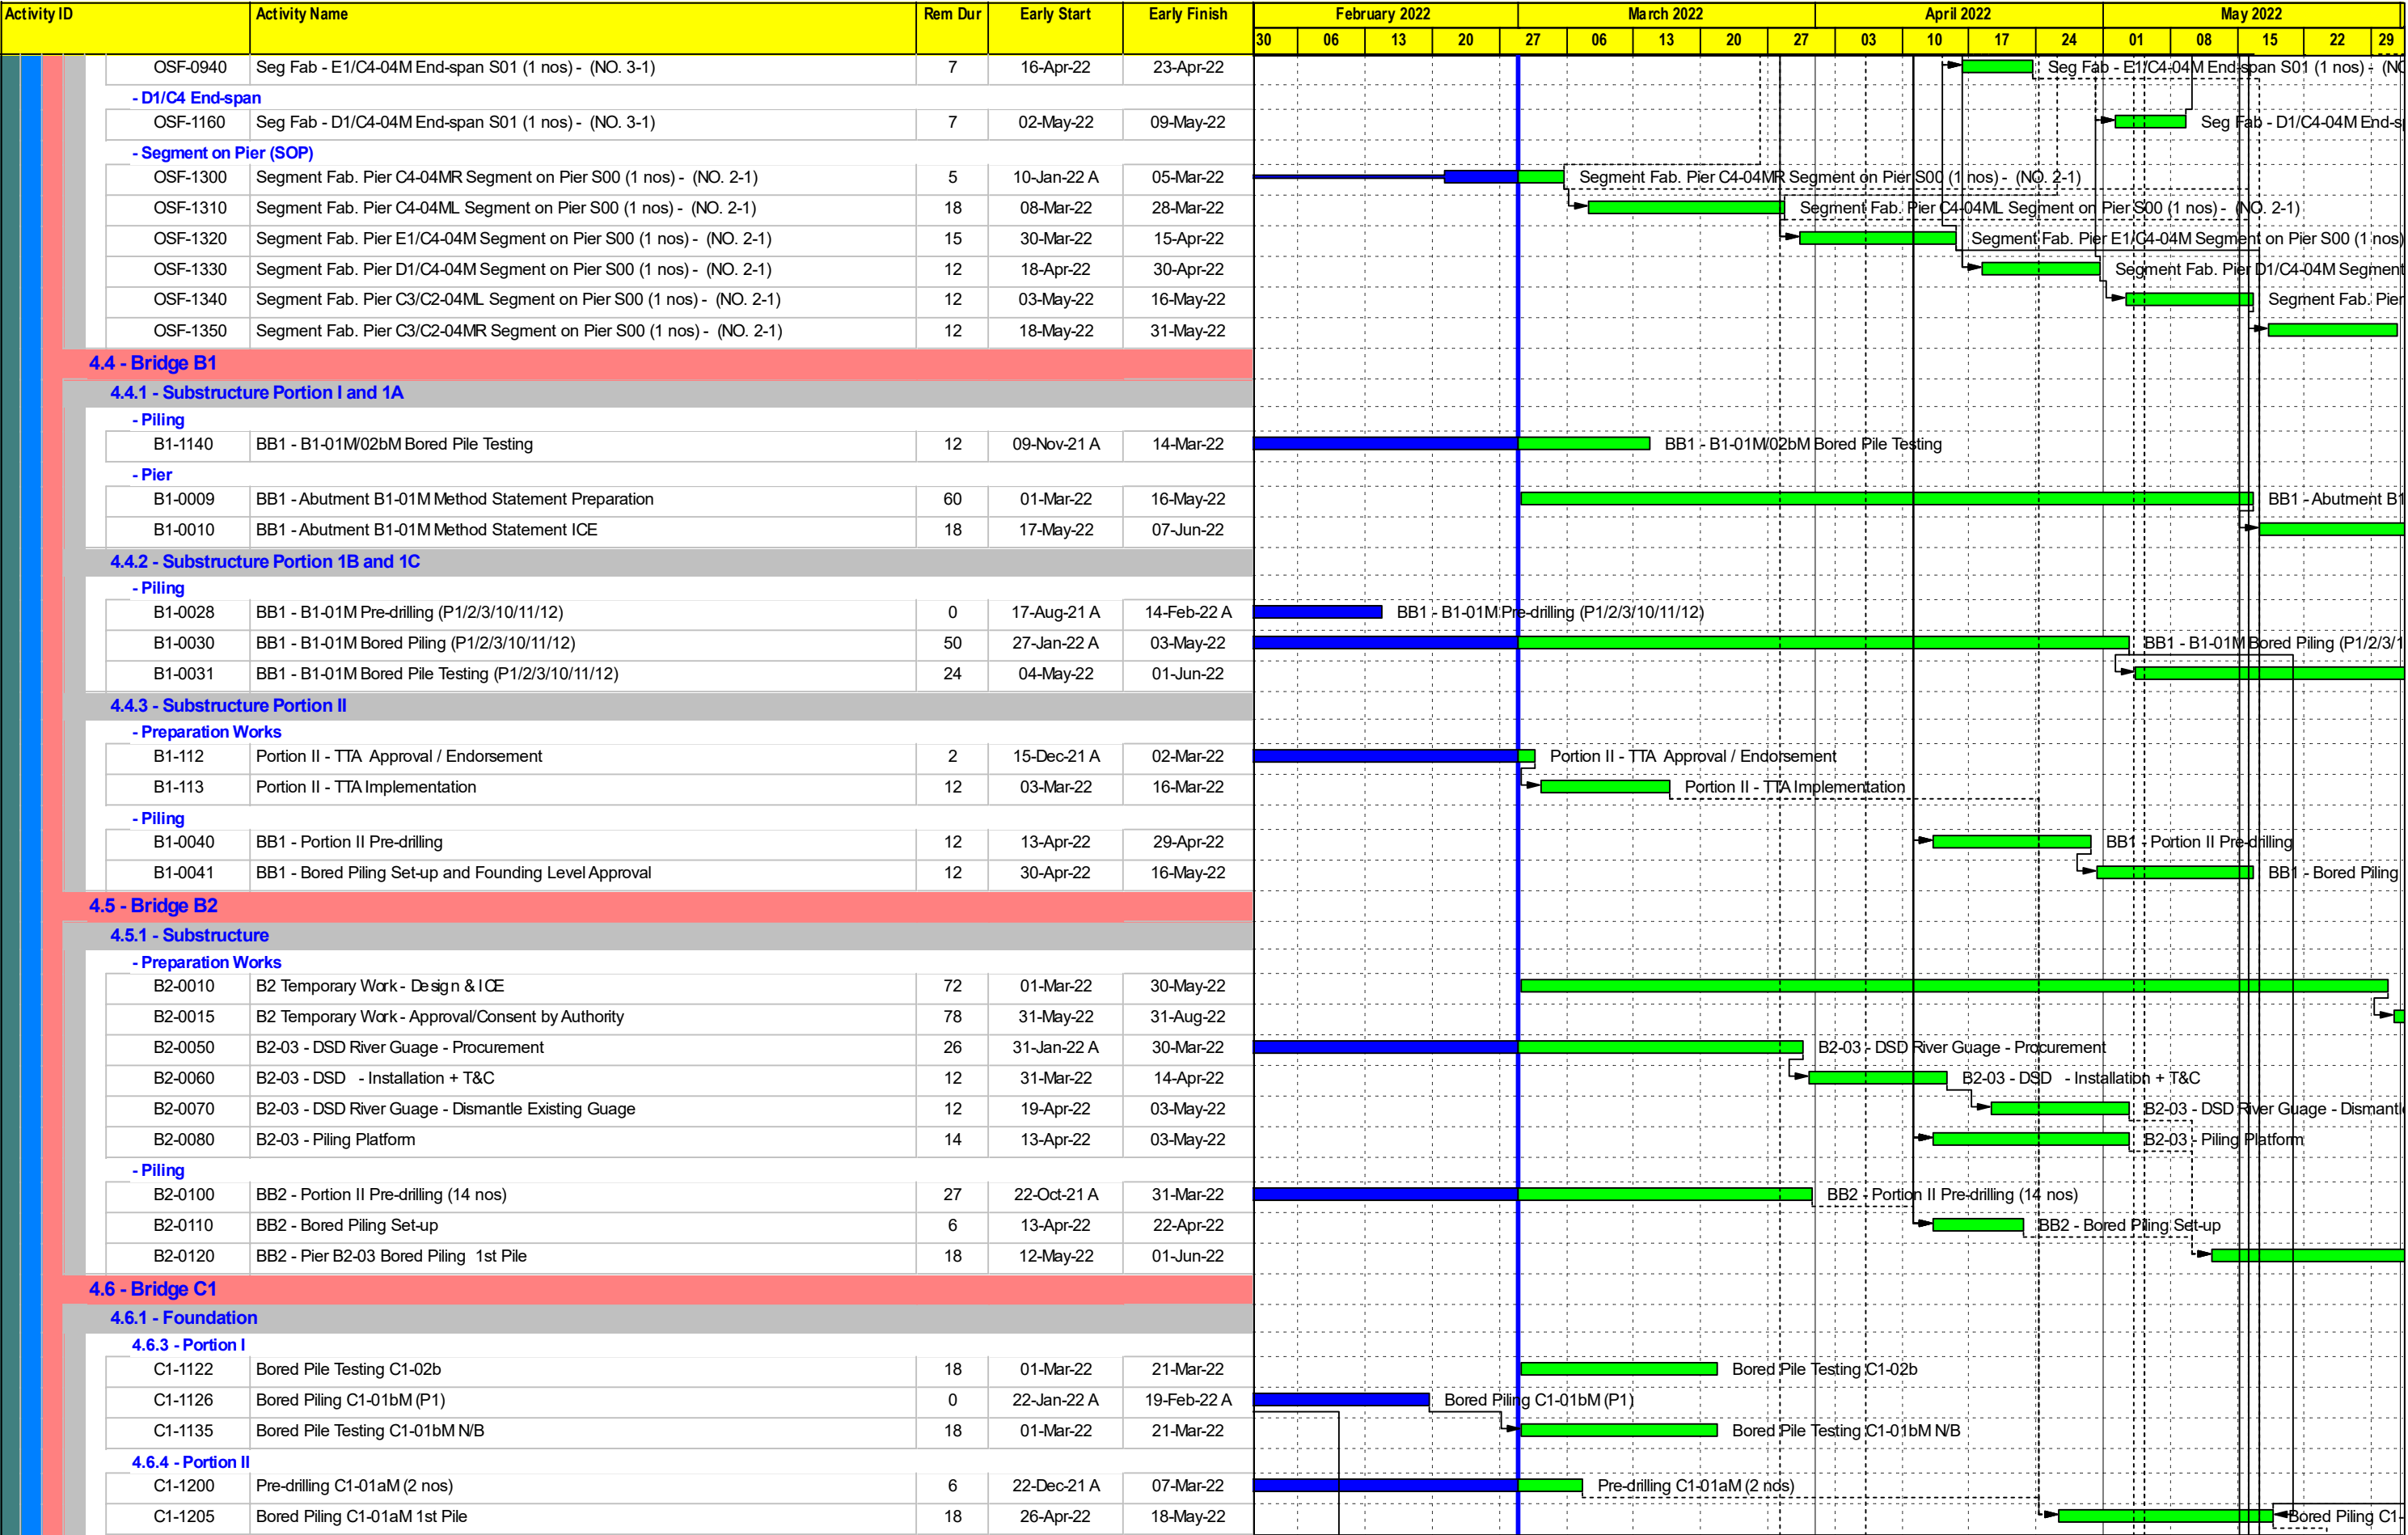 Activity ID Activity Name Rem Dur Early Start Early Finish February 2022 March 2022 April 2022 May 2022
30 06 13 20 27 06 13 20 27 03 10 17 24 01 08 15 22 29
OSF-0940 Seg Fab - E1/C4-04M End-span S01 (1 nos) - (NO. 3-1) 7 16-Apr-22 23-Apr-22 Seg Fab - E1/C4-04M End-span S01 (1 nos) - (NO
- D1/C4 End-span
OSF-1160 Seg Fab - D1/C4-04M End-span S01 (1 nos) - (NO. 3-1) 7 02-May-22 09-May-22 Seg Fab - D1/C4-04M End-sp
- Segment on Pier (SOP)
OSF-1300 Segment Fab. Pier C4-04MR Segment on Pier S00 (1 nos) - (NO. 2-1) 5 10-Jan-22 A 05-Mar-22 Segment Fab. Pier C4-04MR Segment on Pier S00 (1 nos) - (NO. 2-1)
OSF-1310 Segment Fab. Pier C4-04ML Segment on Pier S00 (1 nos) - (NO. 2-1) 18 08-Mar-22 28-Mar-22 Segment Fab. Pier C4-04ML Segment on Pier S00 (1 nos) - (NO. 2-1)
OSF-1320 Segment Fab. Pier E1/C4-04M Segment on Pier S00 (1 nos) - (NO. 2-1) 15 30-Mar-22 15-Apr-22 Segment Fab. Pier E1/C4-04M Segment on Pier S00 (1 nos)
OSF-1330 Segment Fab. Pier D1/C4-04M Segment on Pier S00 (1 nos) - (NO. 2-1) 12 18-Apr-22 30-Apr-22 Segment Fab. Pier D1/C4-04M Segment
OSF-1340 Segment Fab. Pier C3/C2-04ML Segment on Pier S00 (1 nos) - (NO. 2-1) 12 03-May-22 16-May-22 Segment Fab. Pier
OSF-1350 Segment Fab. Pier C3/C2-04MR Segment on Pier S00 (1 nos) - (NO. 2-1) 12 18-May-22 31-May-22
4.4 - Bridge B1
4.4.1 - Substructure Portion I and 1A
- Piling
B1-1140 BB1 - B1-01M/02bM Bored Pile Testing 12 09-Nov-21 A 14-Mar-22 BB1 - B1-01M/02bM Bored Pile Testing
- Pier
B1-0009 BB1 - Abutment B1-01M Method Statement Preparation 60 01-Mar-22 16-May-22 BB1 - Abutment B1
B1-0010 BB1 - Abutment B1-01M Method Statement ICE 18 17-May-22 07-Jun-22
4.4.2 - Substructure Portion 1B and 1C
- Piling
B1-0028 BB1 - B1-01M Pre-drilling (P1/2/3/10/11/12) 0 17-Aug-21 A 14-Feb-22 A BB1 - B1-01M Pre-drilling (P1/2/3/10/11/12)
B1-0030 BB1 - B1-01M Bored Piling (P1/2/3/10/11/12) 50 27-Jan-22 A 03-May-22 BB1 - B1-01M Bored Piling (P1/2/3/1
B1-0031 BB1 - B1-01M Bored Pile Testing (P1/2/3/10/11/12) 24 04-May-22 01-Jun-22
4.4.3 - Substructure Portion II
- Preparation Works
B1-112 Portion II - TTA Approval / Endorsement 2 15-Dec-21 A 02-Mar-22 Portion II - TTA Approval / Endorsement
B1-113 Portion II - TTA Implementation 12 03-Mar-22 16-Mar-22 Portion II - TTA Implementation
- Piling
B1-0040 BB1 - Portion II Pre-drilling 12 13-Apr-22 29-Apr-22 BB1 - Portion II Pre-drilling
B1-0041 BB1 - Bored Piling Set-up and Founding Level Approval 12 30-Apr-22 16-May-22 BB1 - Bored Piling
4.5 - Bridge B2
4.5.1 - Substructure
- Preparation Works
B2-0010 B2 Temporary Work - Design & ICE 72 01-Mar-22 30-May-22
B2-0015 B2 Temporary Work - Approval/Consent by Authority 78 31-May-22 31-Aug-22
B2-0050 B2-03 - DSD River Guage - Procurement 26 31-Jan-22 A 30-Mar-22 B2-03 - DSD River Guage - Procurement
B2-0060 B2-03 - DSD - Installation + T&C 12 31-Mar-22 14-Apr-22 B2-03 - DSD - Installation + T&C
B2-0070 B2-03 - DSD River Guage - Dismantle Existing Guage 12 19-Apr-22 03-May-22 B2-03 - DSD River Guage - Dismantle
B2-0080 B2-03 - Piling Platform 14 13-Apr-22 03-May-22 B2-03 - Piling Platform
- Piling
B2-0100 BB2 - Portion II Pre-drilling (14 nos) 27 22-Oct-21 A 31-Mar-22 BB2 - Portion II Pre-drilling (14 nos)
B2-0110 BB2 - Bored Piling Set-up 6 13-Apr-22 22-Apr-22 BB2 - Bored Piling Set-up
B2-0120 BB2 - Pier B2-03 Bored Piling 1st Pile 18 12-May-22 01-Jun-22
4.6 - Bridge C1
4.6.1 - Foundation
4.6.3 - Portion I
C1-1122 Bored Pile Testing C1-02b 18 01-Mar-22 21-Mar-22 Bored Pile Testing C1-02b
C1-1126 Bored Piling C1-01bM (P1) 0 22-Jan-22 A 19-Feb-22 A Bored Piling C1-01bM (P1)
C1-1135 Bored Pile Testing C1-01bM N/B 18 01-Mar-22 21-Mar-22 Bored Pile Testing C1-01bM N/B
4.6.4 - Portion II
C1-1200 Pre-drilling C1-01aM (2 nos) 6 22-Dec-21 A 07-Mar-22 Pre-drilling C1-01aM (2 nos)
C1-1205 Bored Piling C1-01aM 1st Pile 18 26-Apr-22 18-May-22 Bored Piling C1-